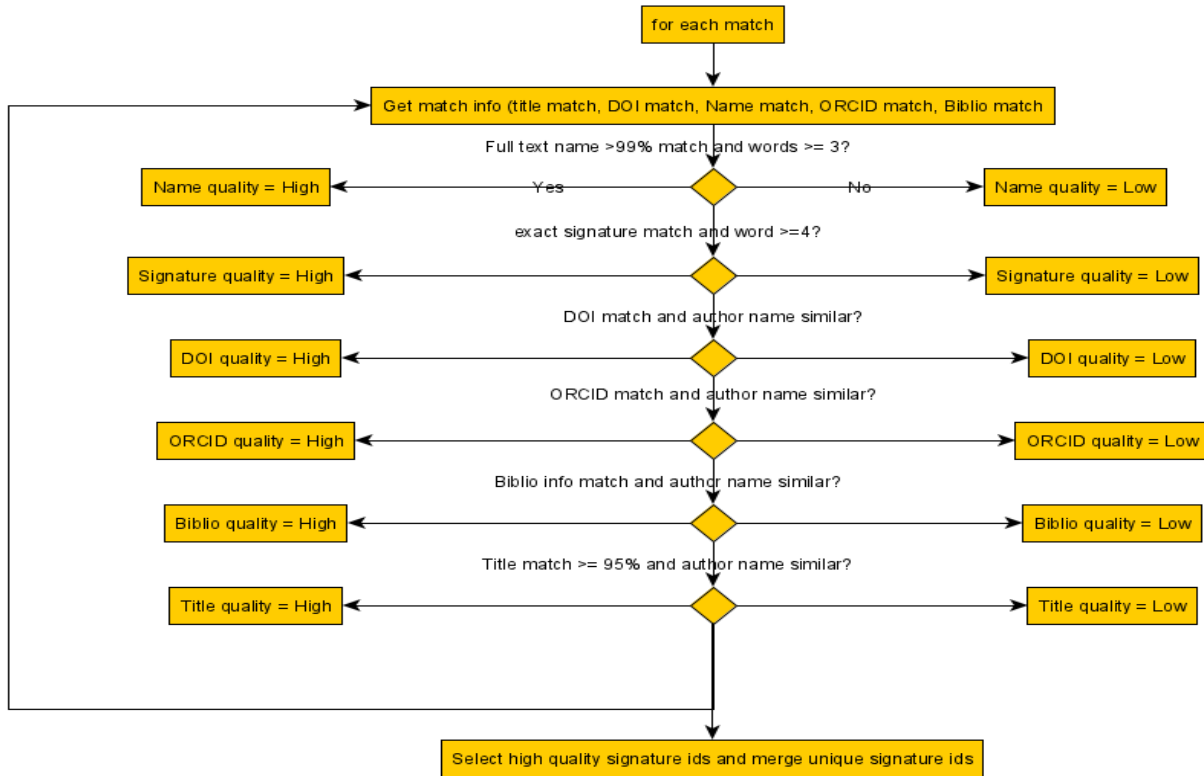 for each match
Get match info (title match, DOI match, Name match, ORCID match, Biblio match
Full text name >99% match and words >= 3?
Name quality = High
Yes
No
Name quality = Low
exact signature match and word >=4?
Signature quality = High
Signature quality = Low
DOI match and author name similar?
DOI quality = High
DOI quality = Low
ORCID match and author name similar?
ORCID quality = High
ORCID quality = Low
Biblio info match and author name similar?
Biblio quality = High
Biblio quality = Low
Title match >= 95% and author name similar?
Title quality = High
Title quality = Low
Select high quality signature ids and merge unique signature ids